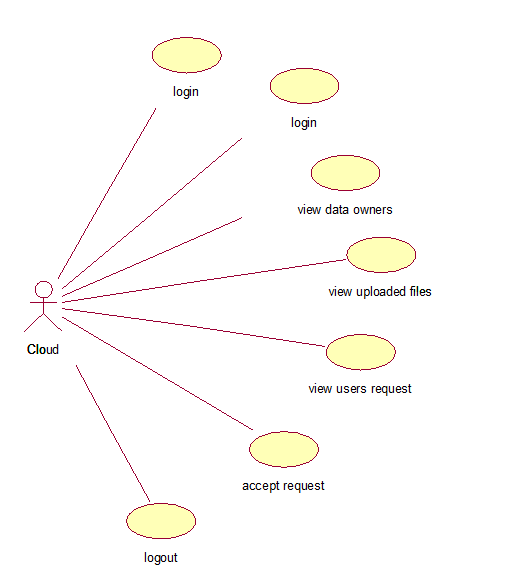 login
login
view data owners
view uploaded files
Cloud
view users request
accept request
logout